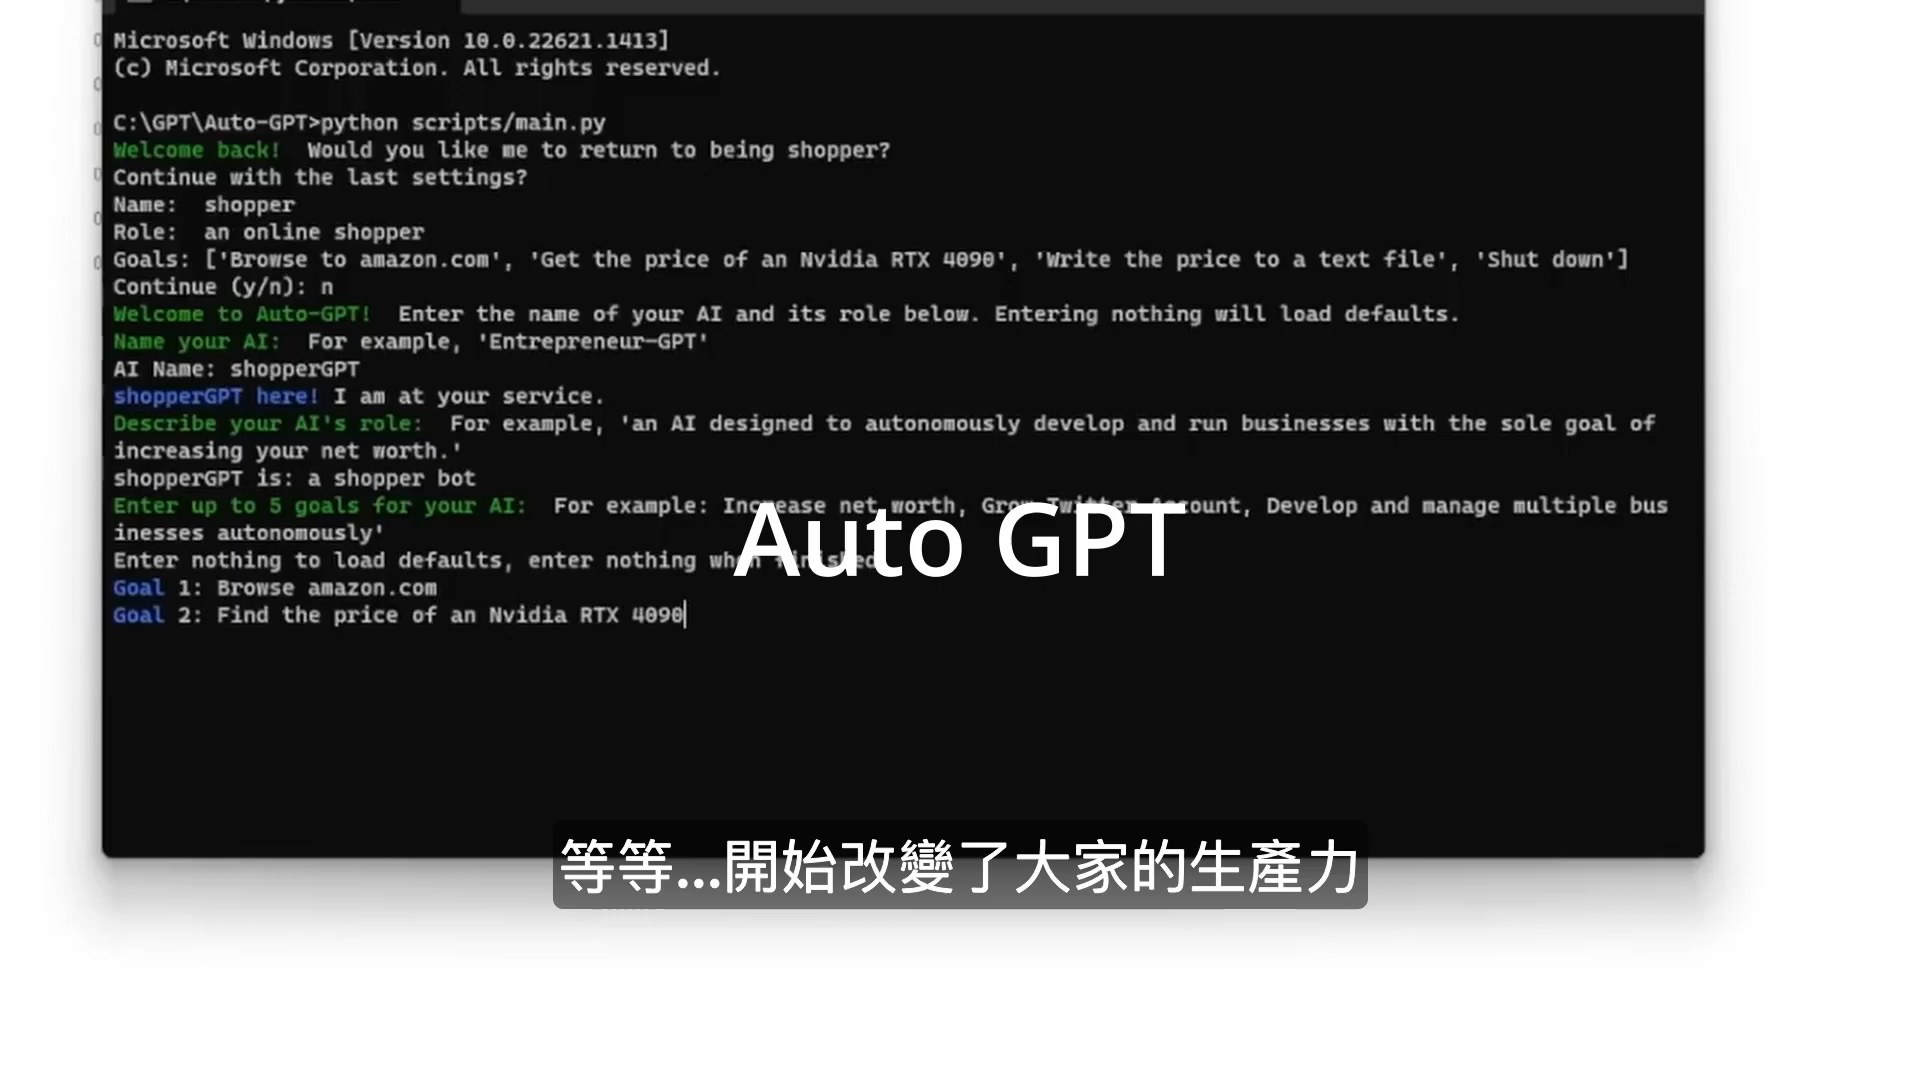 Microsoft Windows [Version 10.0.22621.1413]
(c) Microsoft Corporation. All rights reserved.
C:\GPT\Auto-GPT>python scripts/main.py
Welcome back!  Would you like me to return to being shopper?
Continue with the last settings?
Name:  shopper
Role:  an online shopper
Goals: ['Browse to amazon.com', 'Get the price of an Nvidia RTX 4090', 'Write the price to a text file', 'Shut down']
Continue (y/n): n
Welcome to Auto-GPT!  Enter the name of your AI and its role below. Entering nothing will load defaults.
Name your AI:  For example, 'Entrepreneur-GPT'
AI Name: shopperGPT
shopperGPT here! I am at your service.
Describe your AI's role:  For example, 'an AI designed to autonomously develop and run businesses with the sole goal of
increasing your net worth.'
shopperGPT is: a shopper bot
Enter up to 5 goals for your AI:  For example: Increase net worth, Grow Twitter Account, Develop and manage multiple bus
inesses autonomously'
Enter nothing to load defaults, enter nothing when finished
Auto GPT
Goal 1: Browse amazon.com
Goal 2: Find the price of an Nvidia RTX 4090
等等...開始改變了大家的生產力